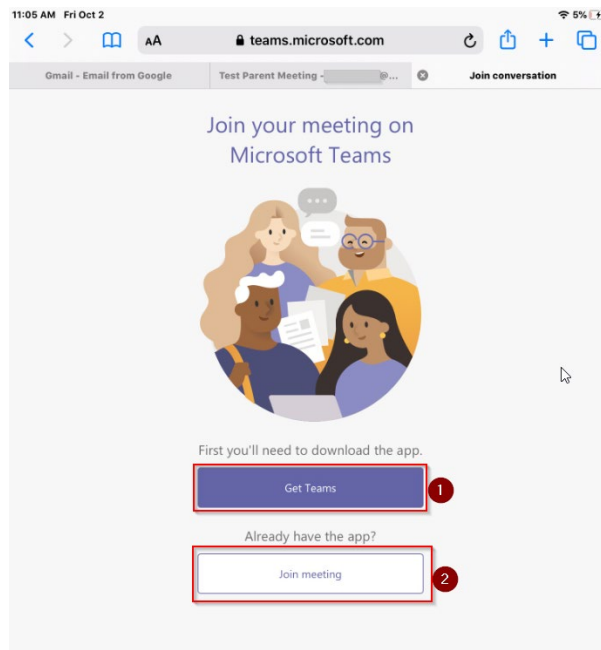 11:05 AM Fri Oct 2 5%
AA teams.microsoft.com
Gmail - Email from Google Test Parent Meeting - @... Join conversation
Join your meeting on
Microsoft Teams
First you'll need to download the app.
Get Teams
1
Already have the app?
Join meeting
2